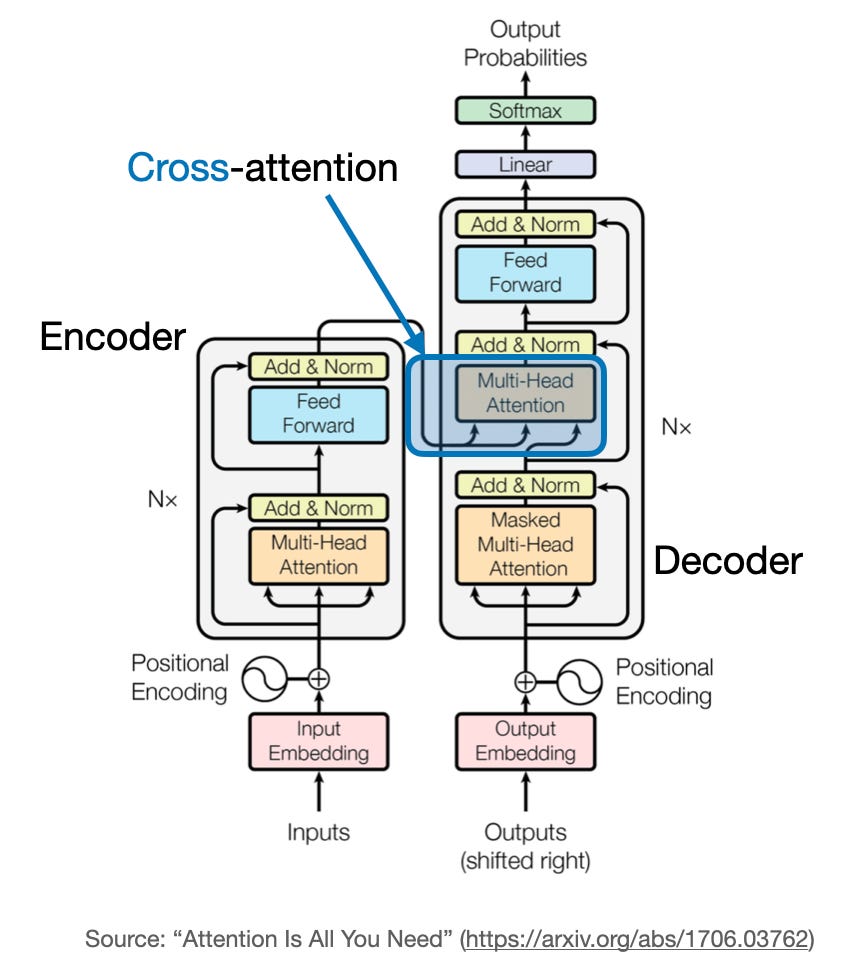 Output
Probabilities
Softmax
Linear
Cross-attention
Add & Norm
Feed
Forward
Add & Norm
Multi-Head
Attention
Nx
Add & Norm
Masked
Multi-Head
Attention
Decoder
Encoder
Add & Norm
Feed
Forward
Nx
Add & Norm
Multi-Head
Attention
Positional
Encoding
Positional
Encoding
Input
Embedding
Output
Embedding
Inputs
Outputs
(shifted right)
Source: “Attention Is All You Need” (https://arxiv.org/abs/1706.03762)